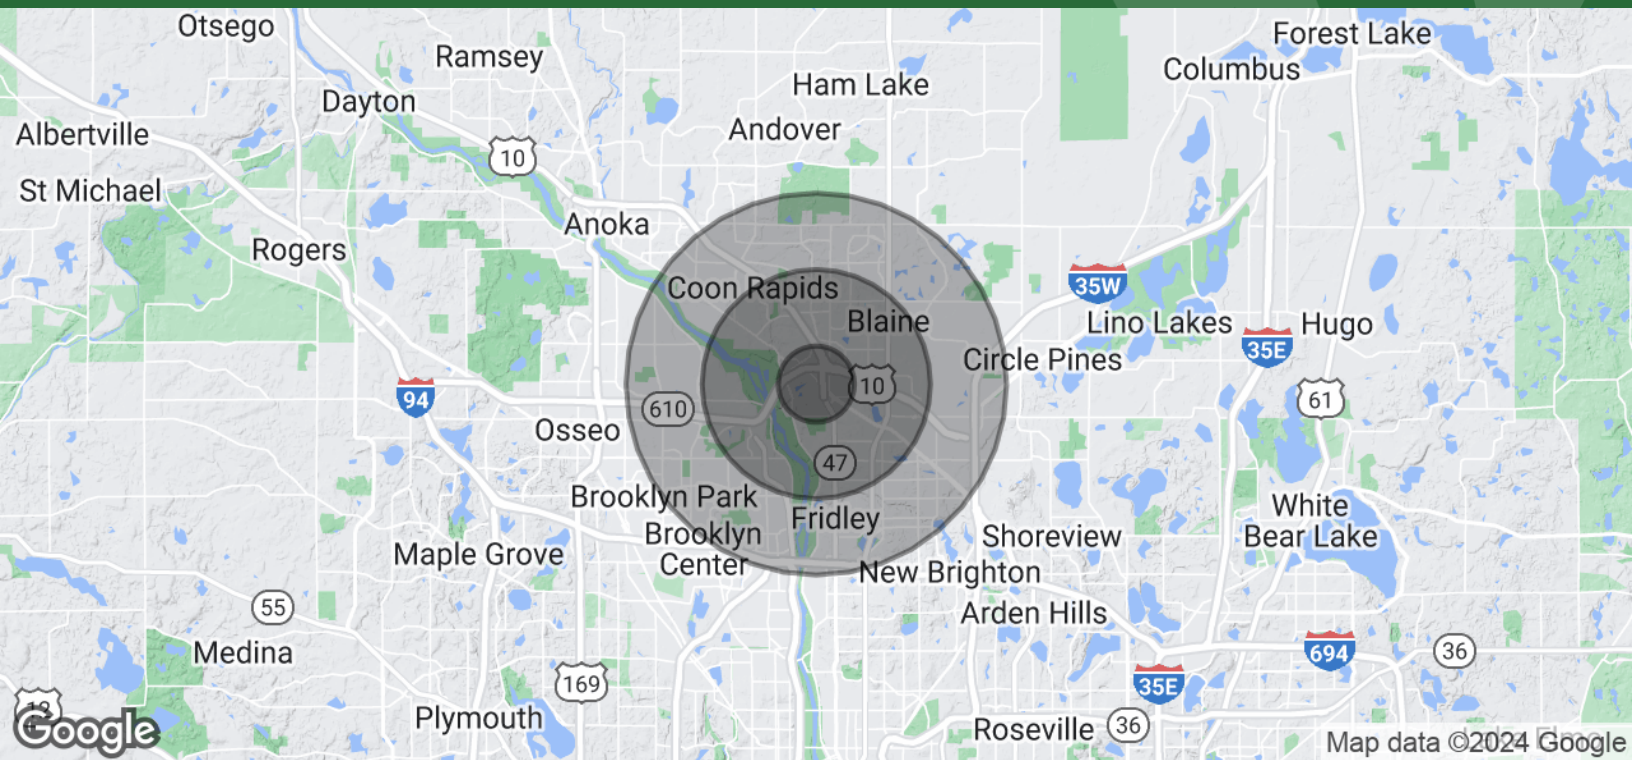 Otsego
Forest Lake
Ramsey
Columbus
Ham Lake
Dayton
Andover
Albertville
10
St Michael
Anoka
Rogers
35W
Coon Rapids
Blaine
Lino Lakes
Hugo
35E
Circle Pines
10
94
61
610
Osseo
47
Brooklyn Park
White
Bear Lake
Fridley
Brooklyn
Center
Shoreview
Maple Grove
New Brighton
55
Arden Hills
Medina
694
36
169
35E
12
Plymouth
Roseville
36
Google
Map data ©2024 Google